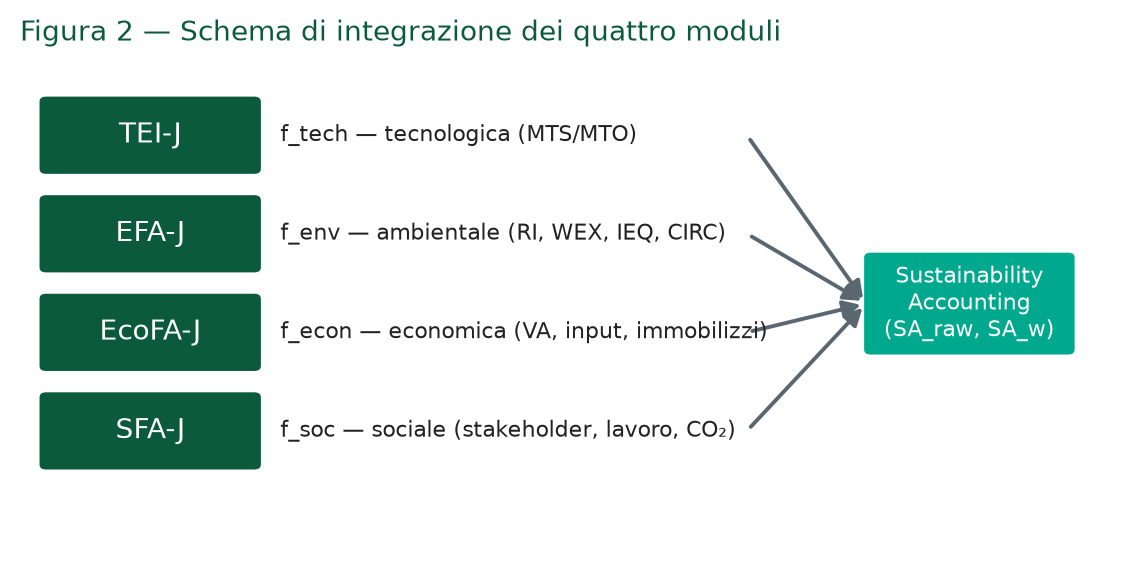 Figura 2 — Schema di integrazione dei quattro moduli
TEI-J
f_tech — tecnologica (MTS/MTO)
EFA-J
f_env — ambientale (RI, WEX, IEQ, CIRC)
EcoFA-J
f_econ — economica (VA, input, immobilizzi)
SFA-J
f_soc — sociale (stakeholder, lavoro, CO₂)
Sustainability
Accounting
(SA_raw, SA_w)